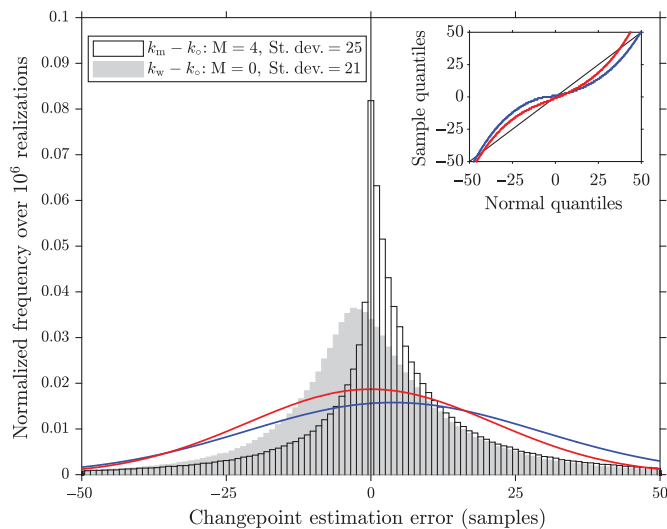 0.1
0.09
0.08
0.07
0.06
0.05
0.04
0.03
0.02
0.01
0
Normalized frequency over 10⁶ realizations
kₘ − k₀: M = 4, St. dev. = 25
k_w − k₀: M = 0, St. dev. = 21
50
25
0
−25
−50
Sample quantiles
−50 −25 0 25 50
Normal quantiles
−50 −25 0 25 50
Changepoint estimation error (samples)